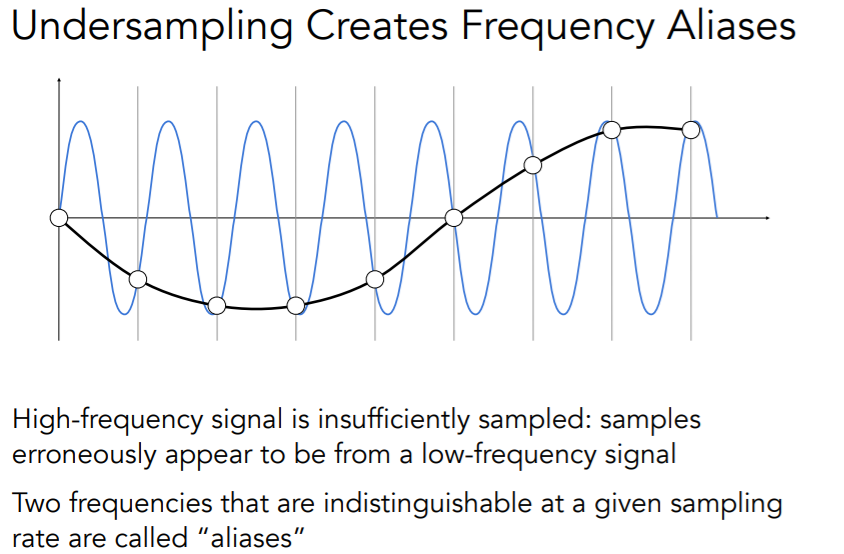 Undersampling Creates Frequency Aliases
High-frequency signal is insufficiently sampled: samples
erroneously appear to be from a low-frequency signal
Two frequencies that are indistinguishable at a given sampling
rate are called “aliases”